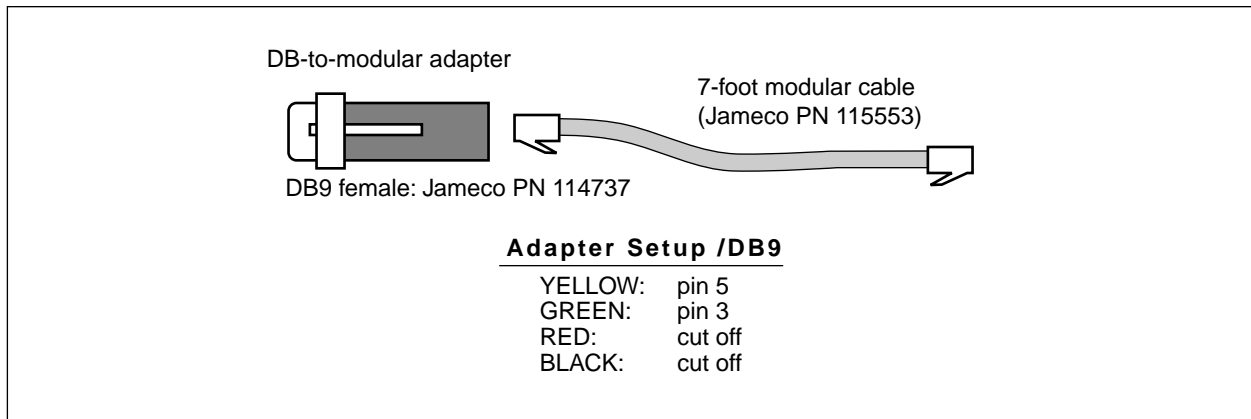 DB-to-modular adapter
7-foot modular cable
(Jameco PN 115553)
DB9 female: Jameco PN 114737
Adapter Setup /DB9
YELLOW: pin 5
GREEN: pin 3
RED: cut off
BLACK: cut off